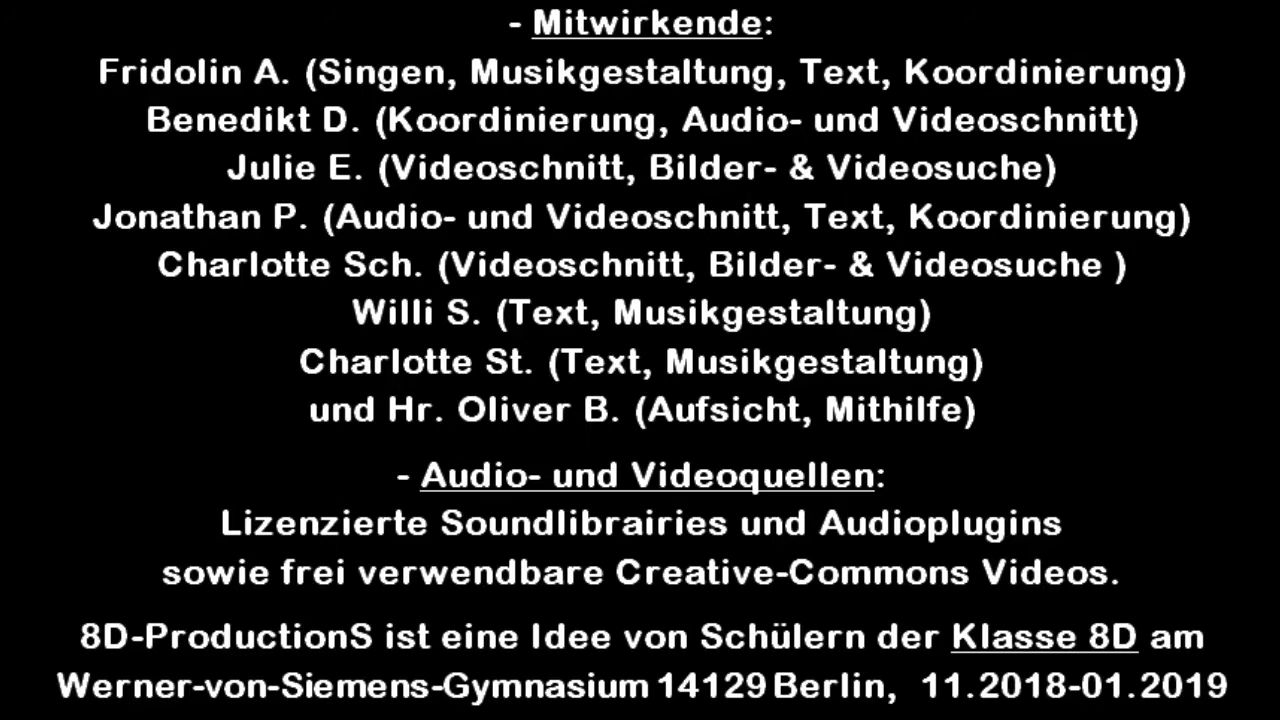 - Mitwirkende:
Fridolin A. (Singen, Musikgestaltung, Text, Koordinierung)
Benedikt D. (Koordinierung, Audio- und Videoschnitt)
Julie E. (Videoschnitt, Bilder- & Videosuche)
Jonathan P. (Audio- und Videoschnitt, Text, Koordinierung)
Charlotte Sch. (Videoschnitt, Bilder- & Videosuche )
Willi S. (Text, Musikgestaltung)
Charlotte St. (Text, Musikgestaltung)
und Hr. Oliver B. (Aufsicht, Mithilfe)
- Audio- und Videoquellen:
Lizenzierte Soundlibrairies und Audioplugins
sowie frei verwendbare Creative-Commons Videos.
8D-ProductionS ist eine Idee von Schülern der Klasse 8D am
Werner-von-Siemens-Gymnasium 14129 Berlin, 11.2018-01.2019